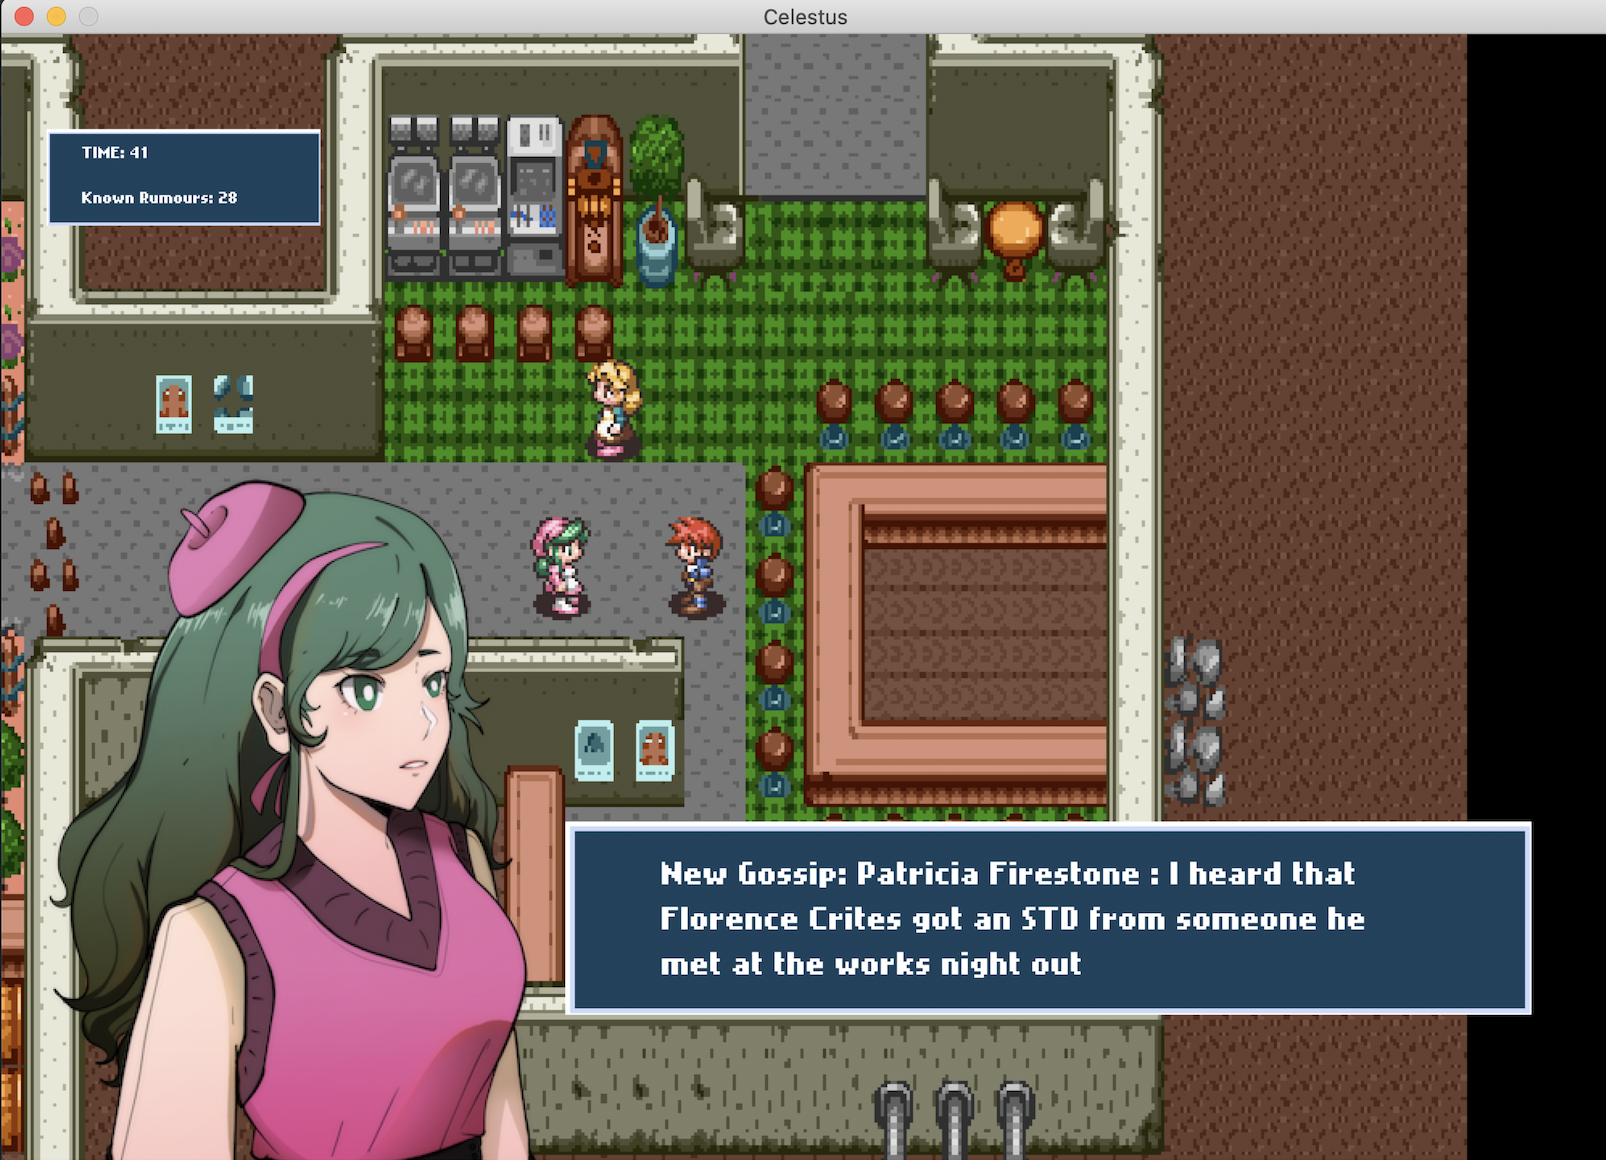 Celestus
TIME: 41
Known Rumours: 28
New Gossip: Patricia Firestone : I heard that
Florence Crites got an STD from someone he
met at the works night out